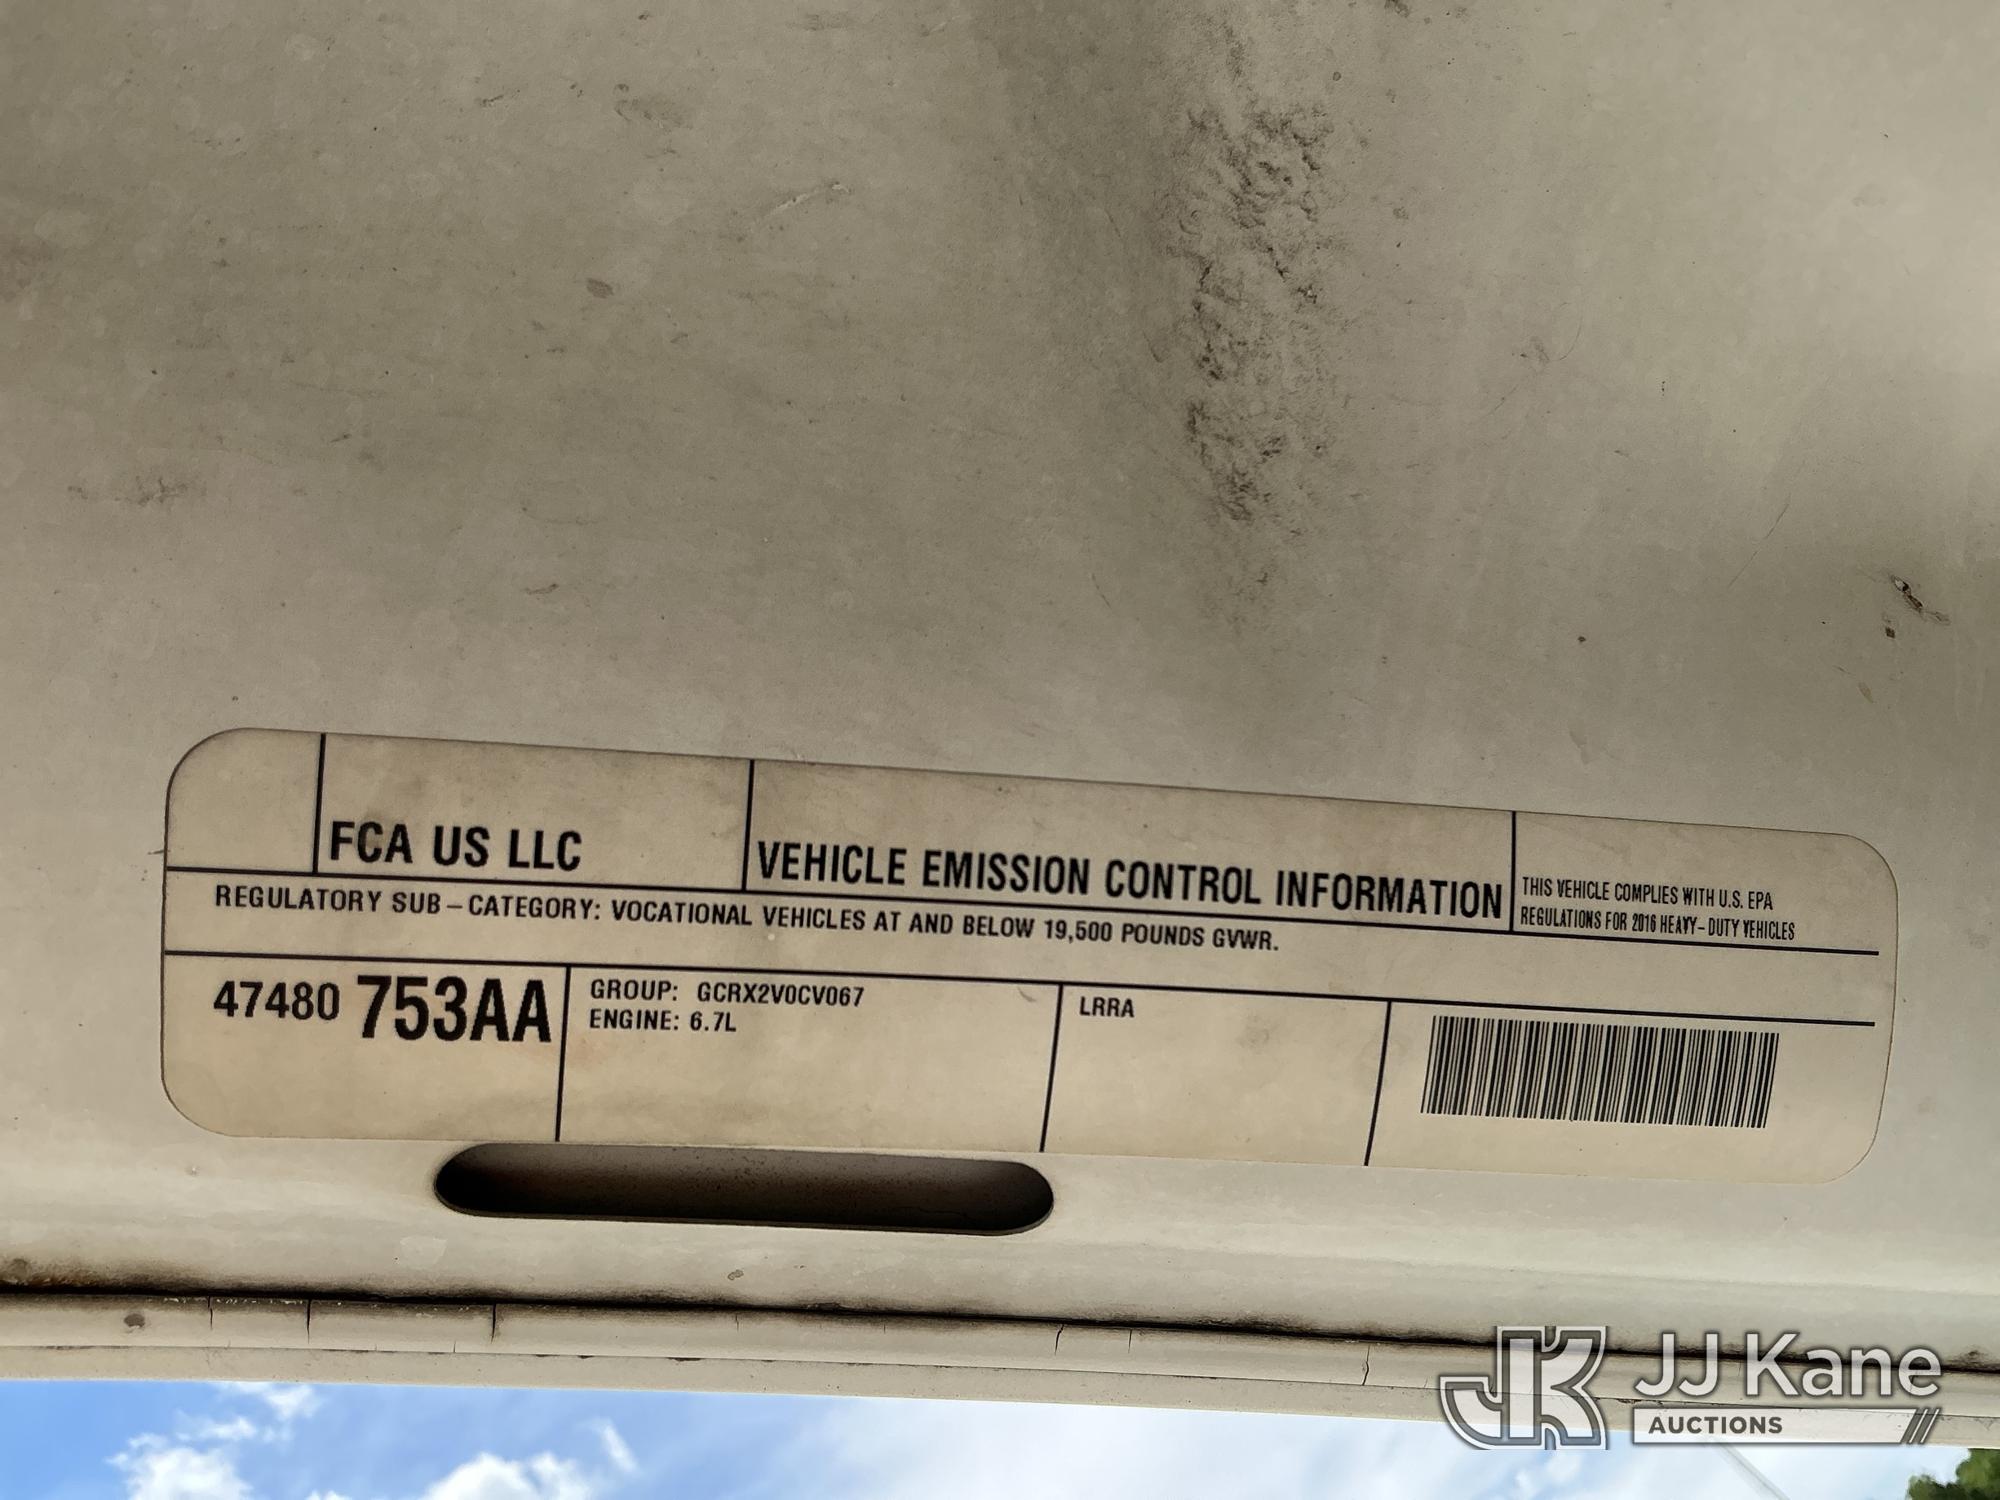 FCA US LLC
VEHICLE EMISSION CONTROL INFORMATION
THIS VEHICLE COMPLIES WITH U.S. EPA
REGULATIONS FOR 2016 HEAVY-DUTY VEHICLES
REGULATORY SUB-CATEGORY: VOCATIONAL VEHICLES AT AND BELOW 19,500 POUNDS GVWR.
47480 753AA
GROUP: GCRX2V0CV067
ENGINE: 6.7L
LRRA
JK JJ Kane
AUCTIONS